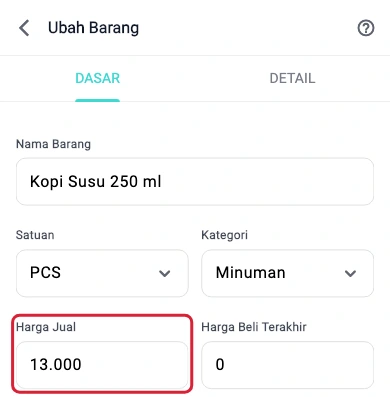 Ubah Barang
DASAR DETAIL
Nama Barang
Kopi Susu 250 ml
Satuan Kategori
PCS Minuman
Harga Jual Harga Beli Terakhir
13.000 0